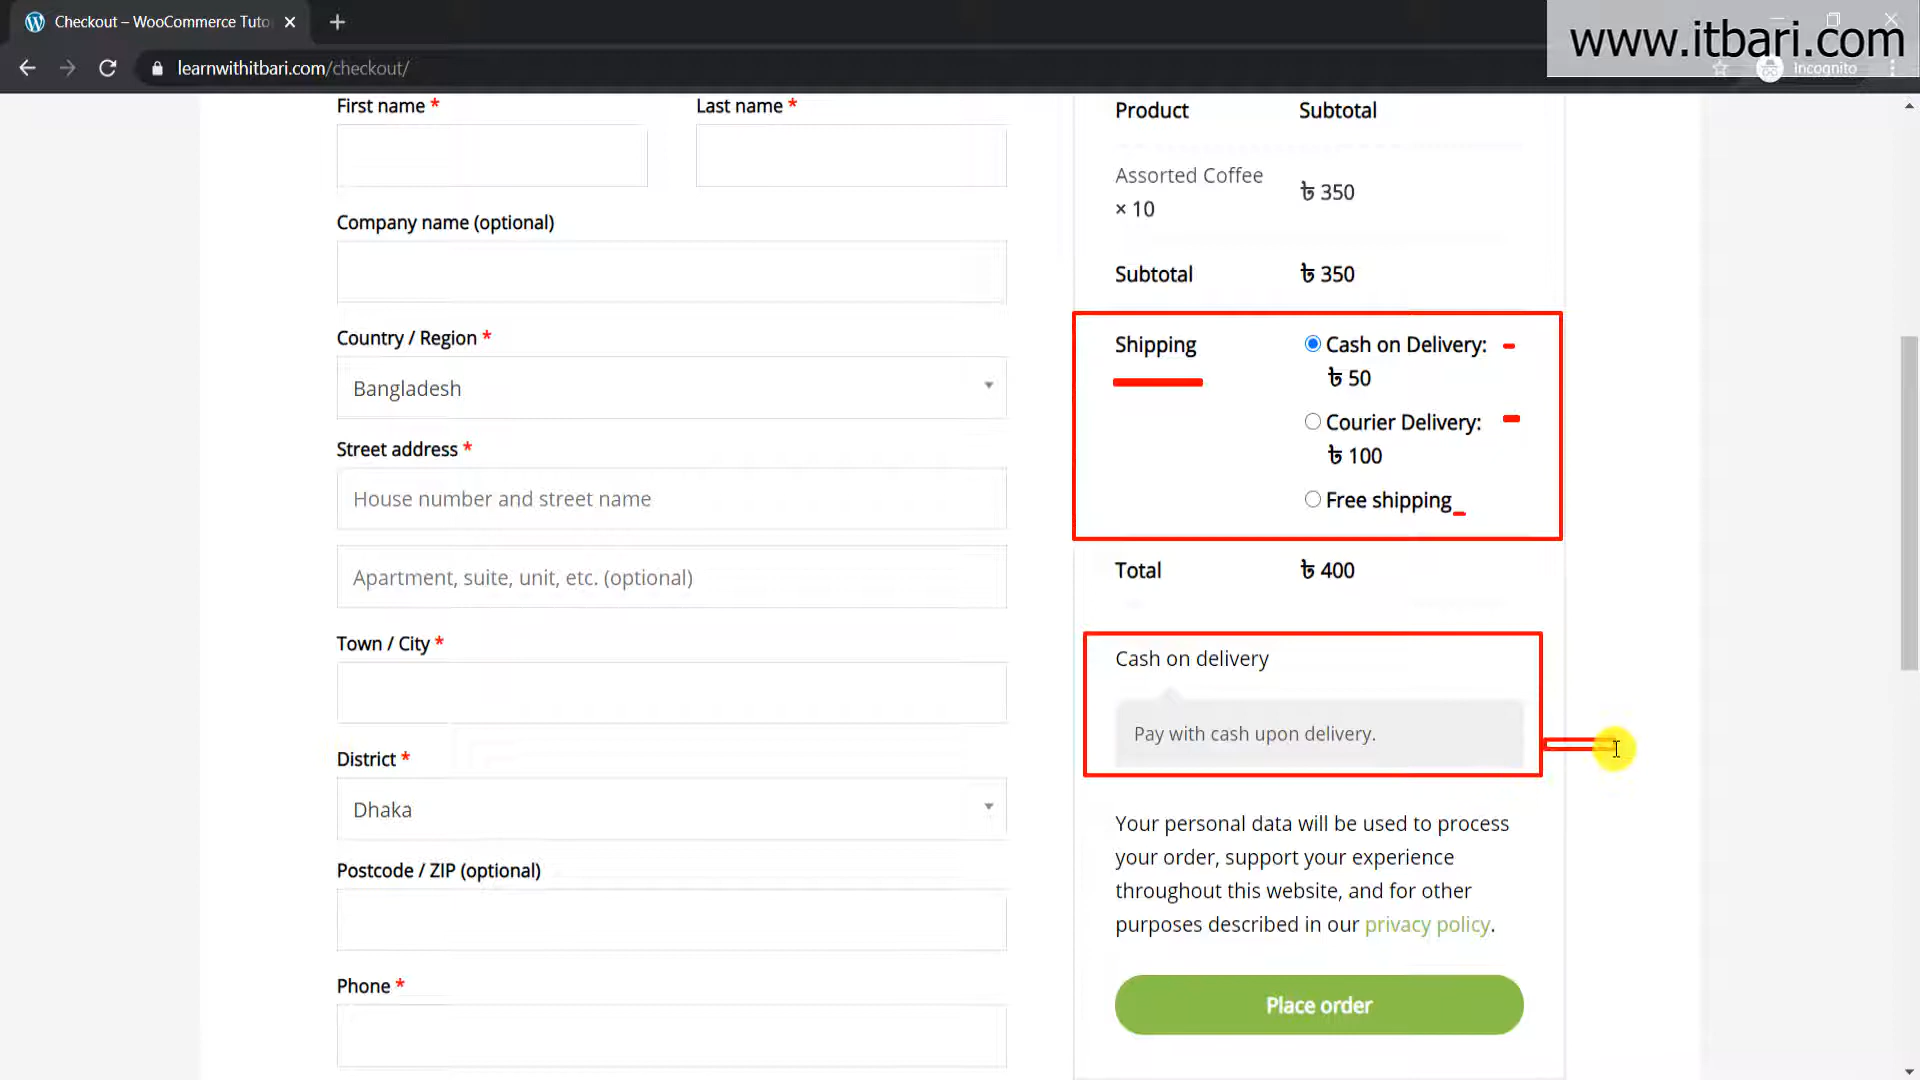 Checkout – WooCommerce Tuto
www.itbari.com
learnwithitbari.com/checkout/
Incognito
First name *
Last name *
Company name (optional)
Country / Region *
Bangladesh
Street address *
House number and street name
Apartment, suite, unit, etc. (optional)
Town / City *
District *
Dhaka
Postcode / ZIP (optional)
Phone *
Product Subtotal
Assorted Coffee
× 10
৳ 350
Subtotal ৳ 350
Shipping
Cash on Delivery:
৳ 50
Courier Delivery:
৳ 100
Free shipping
Total ৳ 400
Cash on delivery
Pay with cash upon delivery.
Your personal data will be used to process
your order, support your experience
throughout this website, and for other
purposes described in our privacy policy.
Place order